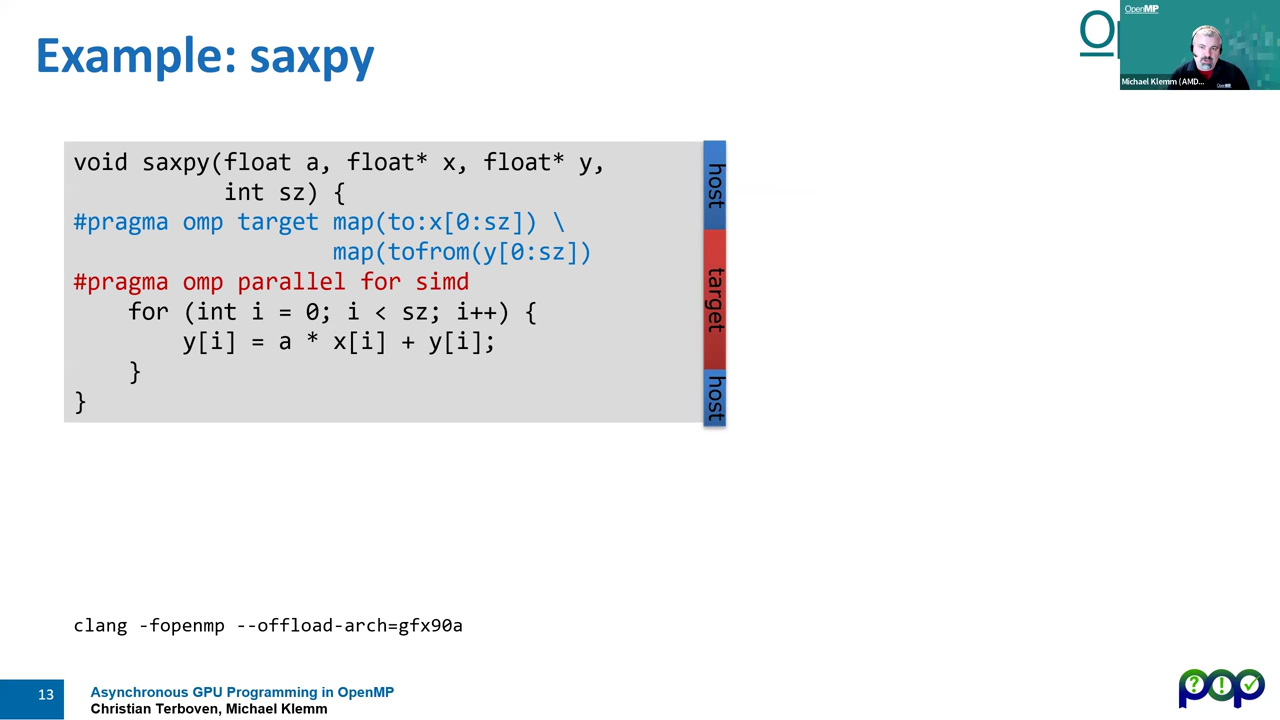 Example: saxpy
OpenMP
Michael Klemm (AMD...
OpenMP
void saxpy(float a, float* x, float* y,
int sz) {
#pragma omp target map(to:x[0:sz]) \
map(tofrom(y[0:sz])
#pragma omp parallel for simd
for (int i = 0; i < sz; i++) {
y[i] = a * x[i] + y[i];
}
}
host
target
host
clang -fopenmp --offload-arch=gfx90a
13
Asynchronous GPU Programming in OpenMP
Christian Terboven, Michael Klemm
pop